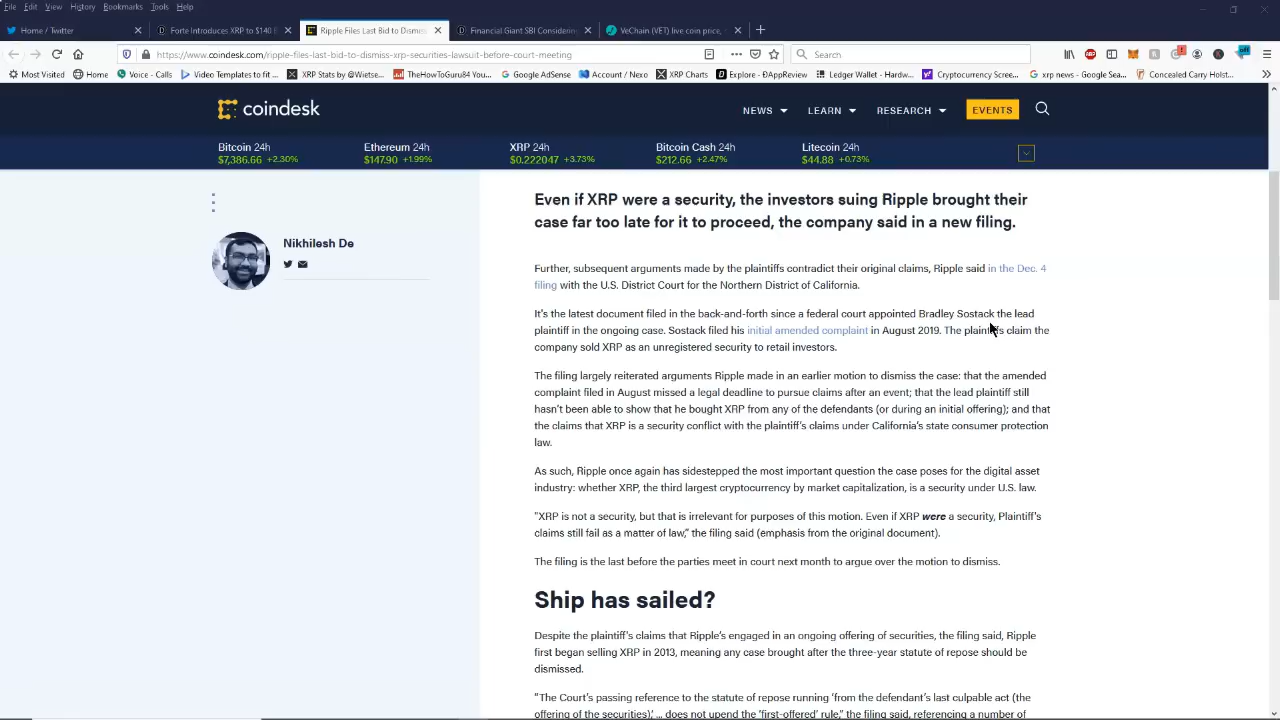 File Edit View History Bookmarks Tools Help
Home / Twitter
Forte Introduces XRP to $140 B
Ripple Files Last Bid to Dismiss
Financial Giant SBI Considering
VeChain (VET) live coin price,
https://www.coindesk.com/ripple-files-last-bid-to-dismiss-xrp-securities-lawsuit-before-court-meeting
Search
Most Visited Home Voice - Calls Video Templates to fit ... XRP Stats by @Wietse... TheHowToGuru84 You... Google AdSense Account / Nexo XRP Charts Explore - ÐAppReview Ledger Wallet - Hardw... Cryptocurrency Scree... xrp news - Google Sea... Concealed Carry Holst...
coindesk
NEWS LEARN RESEARCH EVENTS
Bitcoin 24h Ethereum 24h XRP 24h Bitcoin Cash 24h Litecoin 24h
$7,386.66 +2.30% $147.90 +1.99% $0.222047 +3.73% $212.66 +2.47% $44.88 +0.73%
Nikhilesh De
Even if XRP were a security, the investors suing Ripple brought their
case far too late for it to proceed, the company said in a new filing.
Further, subsequent arguments made by the plaintiffs contradict their original claims, Ripple said in the Dec. 4
filing with the U.S. District Court for the Northern District of California.
It's the latest document filed in the back-and-forth since a federal court appointed Bradley Sostack the lead
plaintiff in the ongoing case. Sostack filed his initial amended complaint in August 2019. The plaintiffs claim the
company sold XRP as an unregistered security to retail investors.
The filing largely reiterated arguments Ripple made in an earlier motion to dismiss the case: that the amended
complaint filed in August missed a legal deadline to pursue claims after an event; that the lead plaintiff still
hasn't been able to show that he bought XRP from any of the defendants (or during an initial offering); and that
the claims that XRP is a security conflict with the plaintiff's claims under California's state consumer protection
law.
As such, Ripple once again has sidestepped the most important question the case poses for the digital asset
industry: whether XRP, the third largest cryptocurrency by market capitalization, is a security under U.S. law.
"XRP is not a security, but that is irrelevant for purposes of this motion. Even if XRP were a security, Plaintiff's
claims still fail as a matter of law," the filing said (emphasis from the original document).
The filing is the last before the parties meet in court next month to argue over the motion to dismiss.
Ship has sailed?
Despite the plaintiff's claims that Ripple's engaged in an ongoing offering of securities, the filing said, Ripple
first began selling XRP in 2013, meaning any case brought after the three-year statute of repose should be
dismissed.
"The Court's passing reference to the statute of repose running 'from the defendant's last culpable act (the
offering of the securities),' ... does not upend the 'first-offered' rule," the filing said, referencing a number of